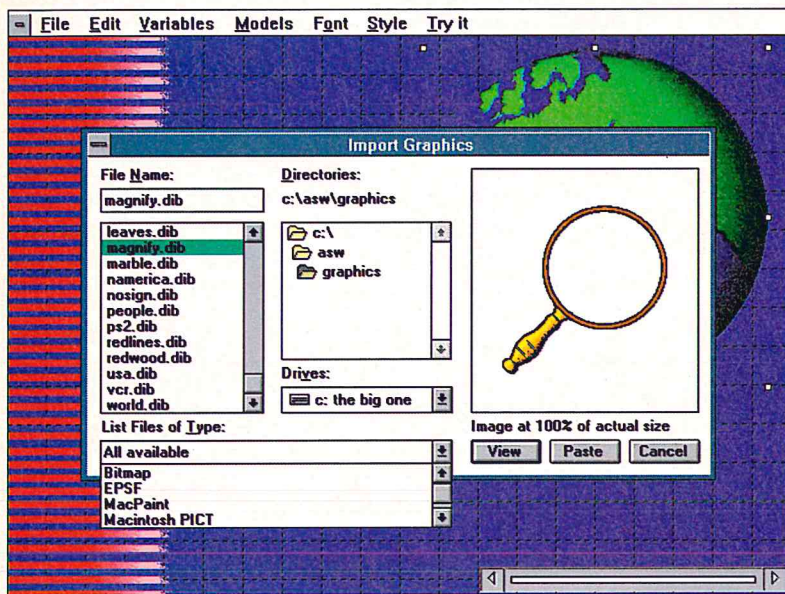 File Edit Variables Models Font Style Try it
Import Graphics
File Name:
magnify.dib
leaves.dib
magnify.dib
marble.dib
namerica.dib
nosign.dib
people.dib
ps2.dib
redlines.dib
redwood.dib
usa.dib
vcr.dib
world.dib
List Files of Type:
All available
Bitmap
EPSF
MacPaint
Macintosh PICT
Directories:
c:\asw\graphics
c:\
asw
graphics
Drives:
c: the big one
Image at 100% of actual size
View Paste Cancel